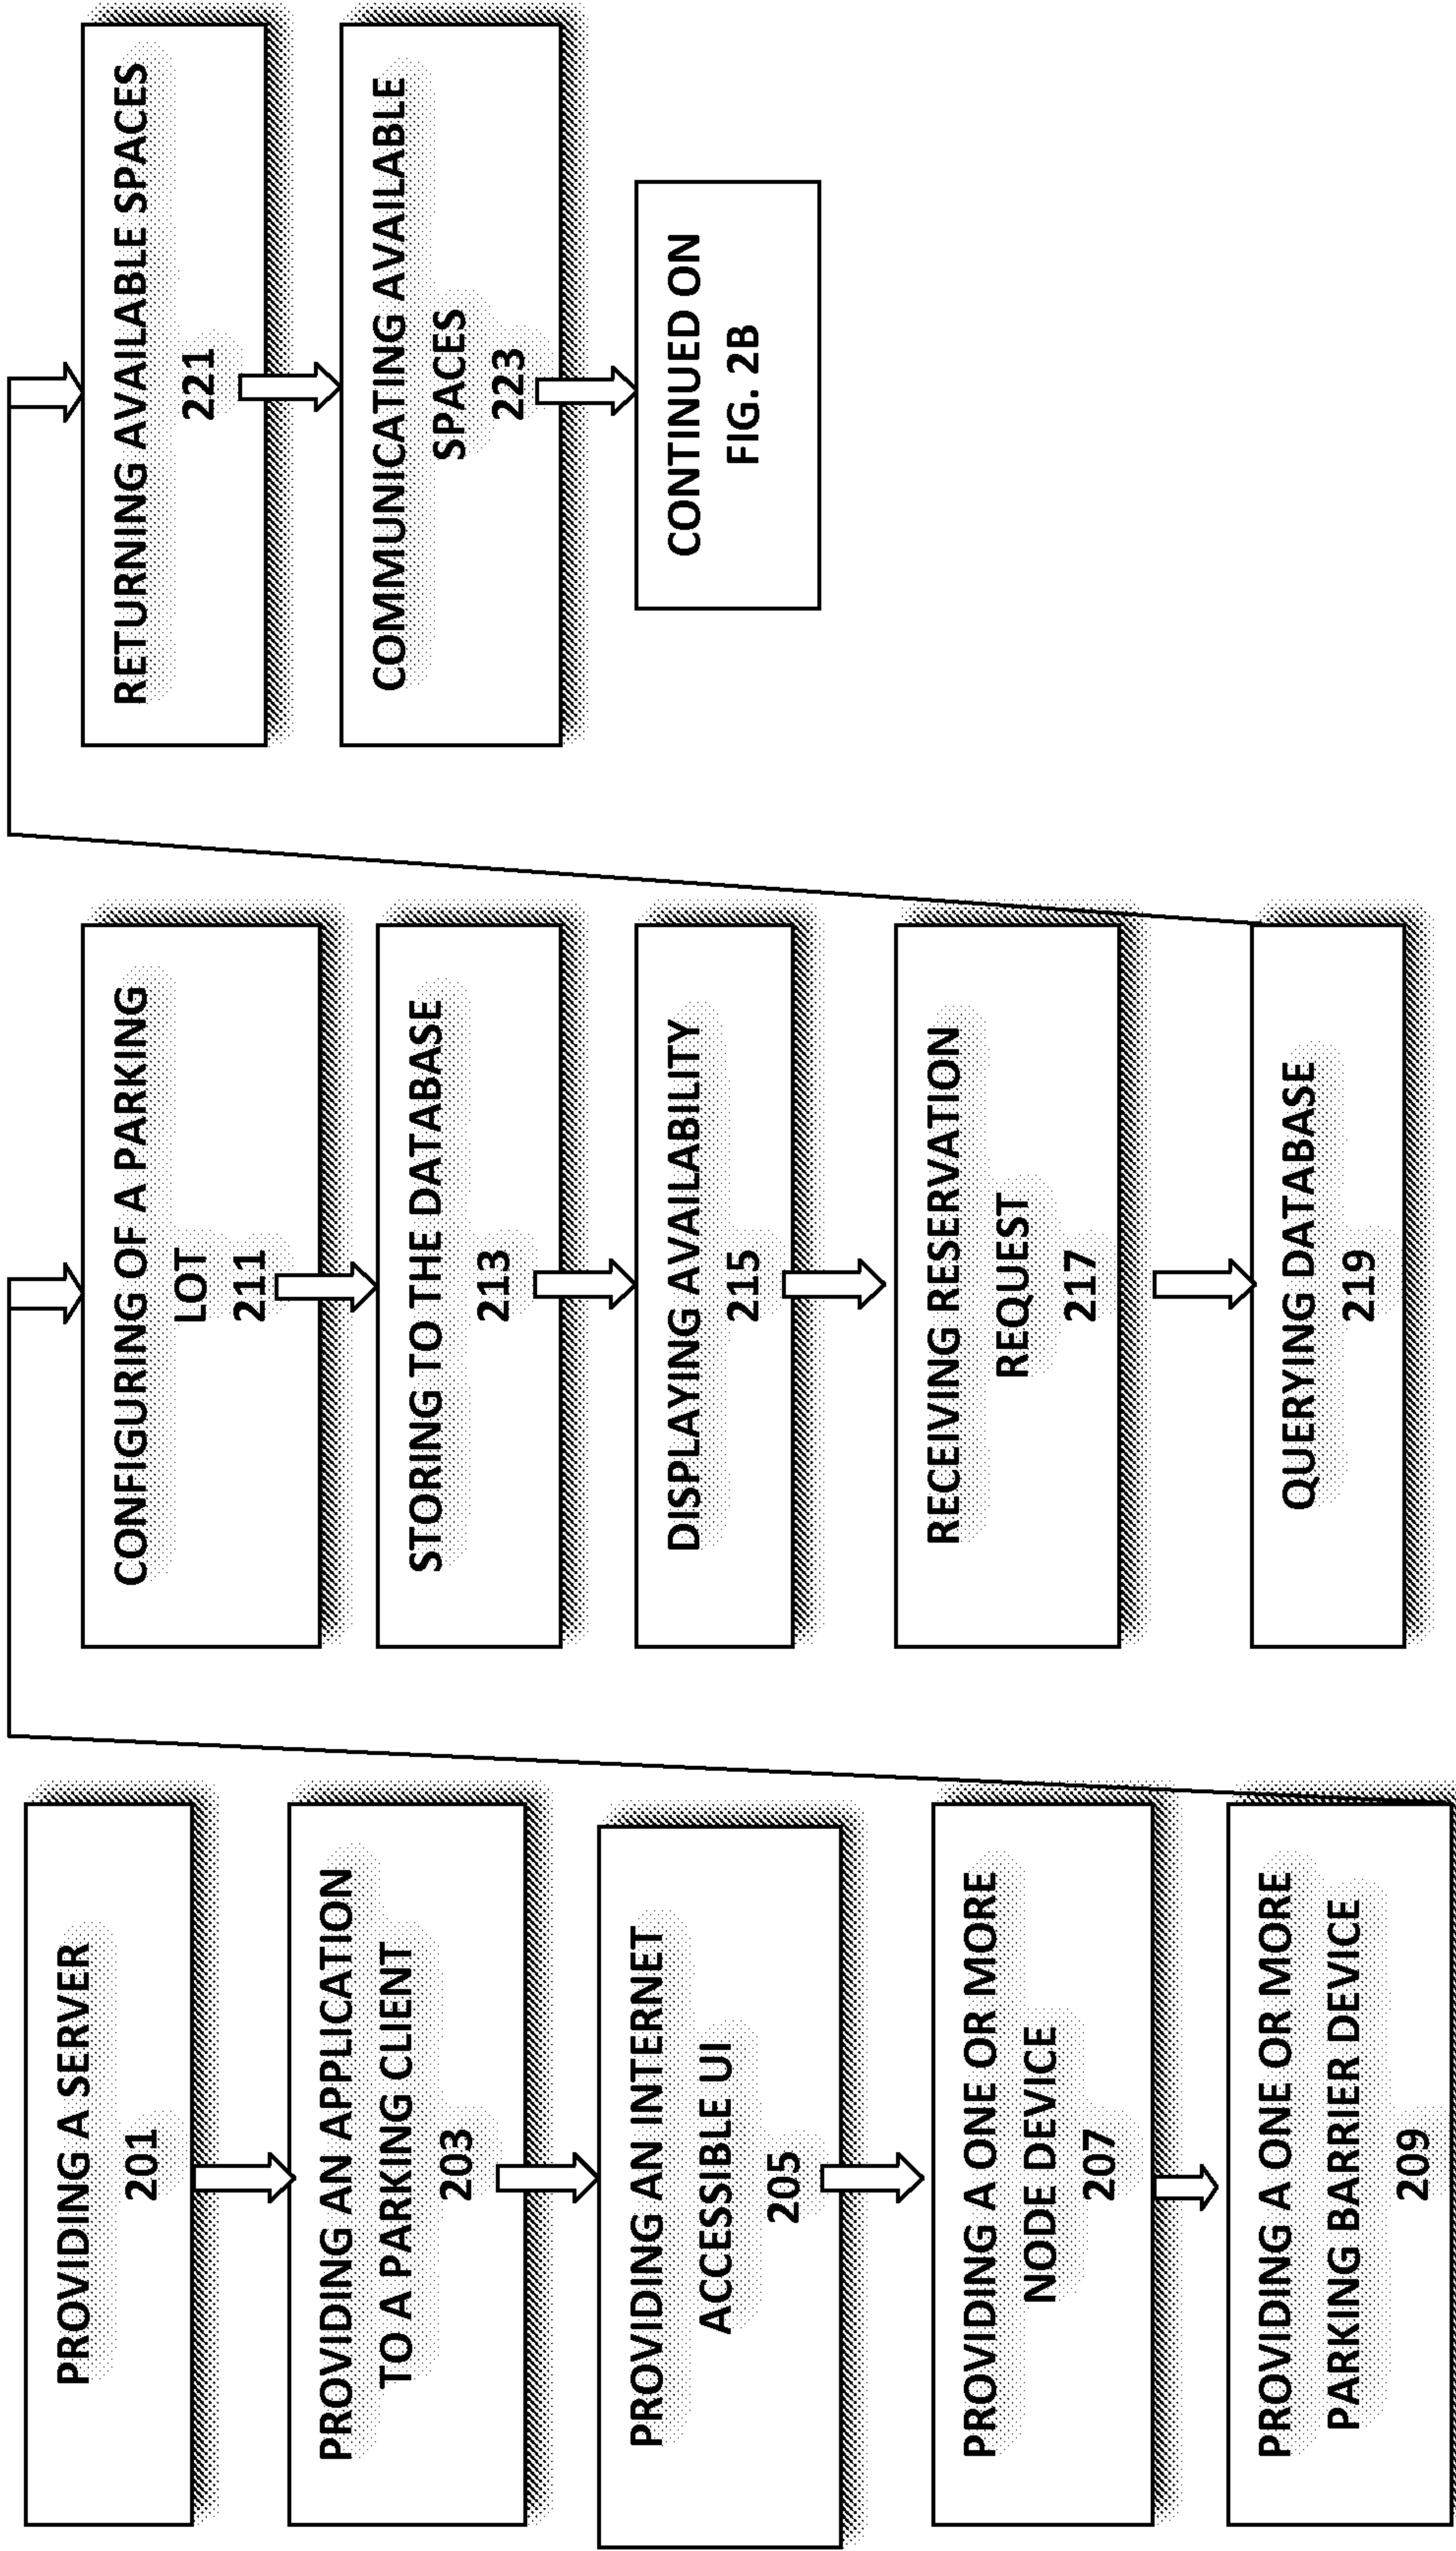 PROVIDING A SERVER
201
PROVIDING AN APPLICATION
TO A PARKING CLIENT
203
PROVIDING AN INTERNET
ACCESSIBLE UI
205
PROVIDING A ONE OR MORE
NODE DEVICE
207
PROVIDING A ONE OR MORE
PARKING BARRIER DEVICE
209
CONFIGURING OF A PARKING
LOT
211
STORING TO THE DATABASE
213
DISPLAYING AVAILABILITY
215
RECEIVING RESERVATION
REQUEST
217
QUERYING DATABASE
219
RETURNING AVAILABLE SPACES
221
COMMUNICATING AVAILABLE
SPACES
223
CONTINUED ON
FIG. 2B